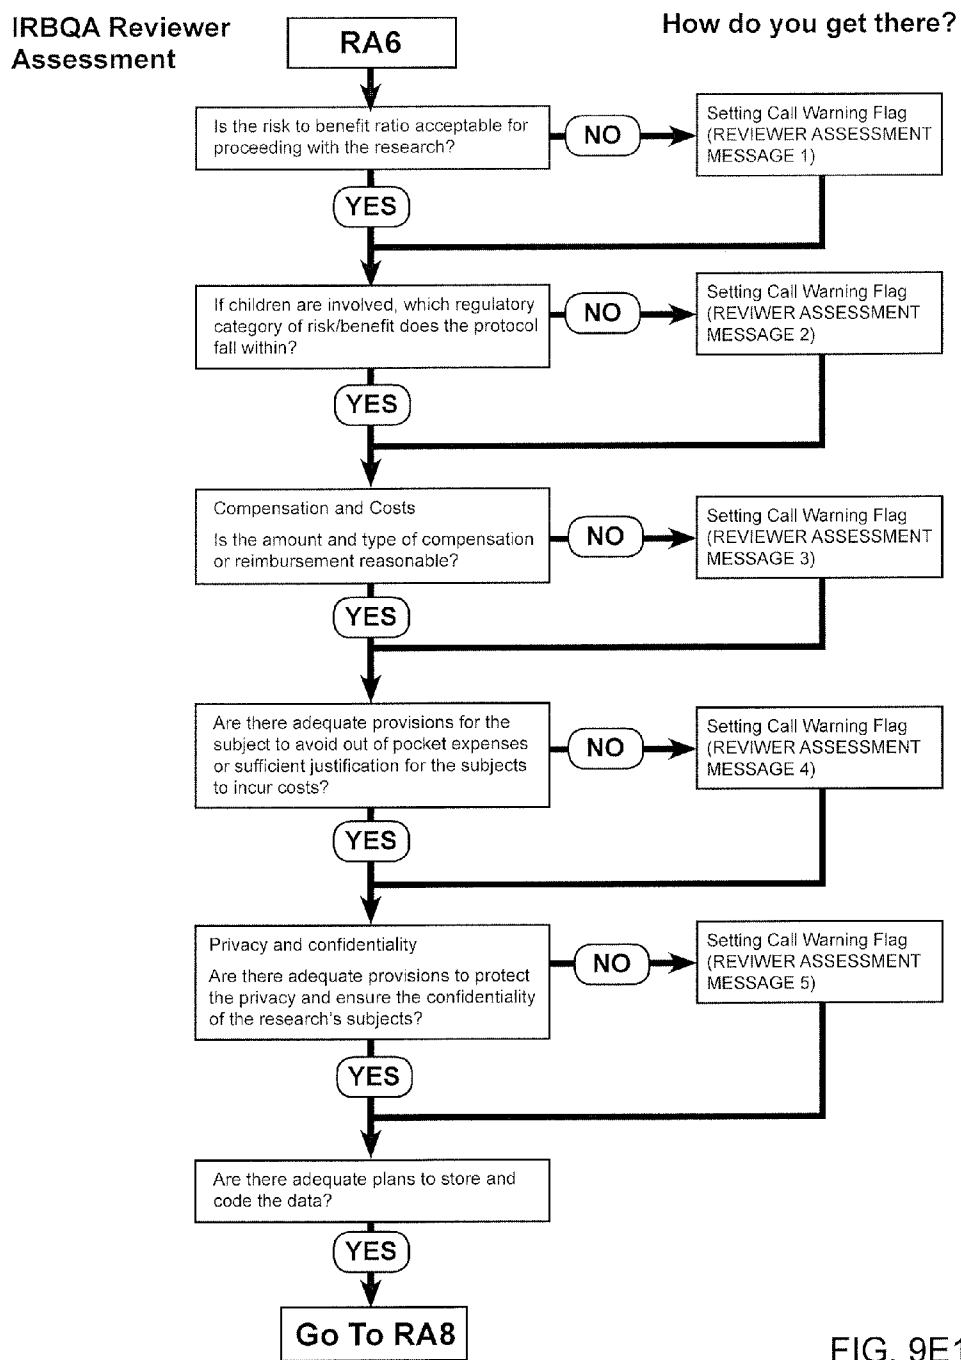 IRBQA Reviewer
Assessment
RA6
How do you get there?
Is the risk to benefit ratio acceptable for
proceeding with the research?
NO
Setting Call Warning Flag
(REVIEWER ASSESSMENT
MESSAGE 1)
YES
If children are involved, which regulatory
category of risk/benefit does the protocol
fall within?
NO
Setting Call Warning Flag
(REVIWER ASSESSMENT
MESSAGE 2)
YES
Compensation and Costs
Is the amount and type of compensation
or reimbursement reasonable?
NO
Setting Call Warning Flag
(REVIEWER ASSESSMENT
MESSAGE 3)
YES
Are there adequate provisions for the
subject to avoid out of pocket expenses
or sufficient justification for the subjects
to incur costs?
NO
Setting Call Warning Flag
(REVIWER ASSESSMENT
MESSAGE 4)
YES
Privacy and confidentiality
Are there adequate provisions to protect
the privacy and ensure the confidentiality
of the research's subjects?
NO
Setting Call Warning Flag
(REVIWER ASSESSMENT
MESSAGE 5)
YES
Are there adequate plans to store and
code the data?
YES
Go To RA8
FIG. 9E1